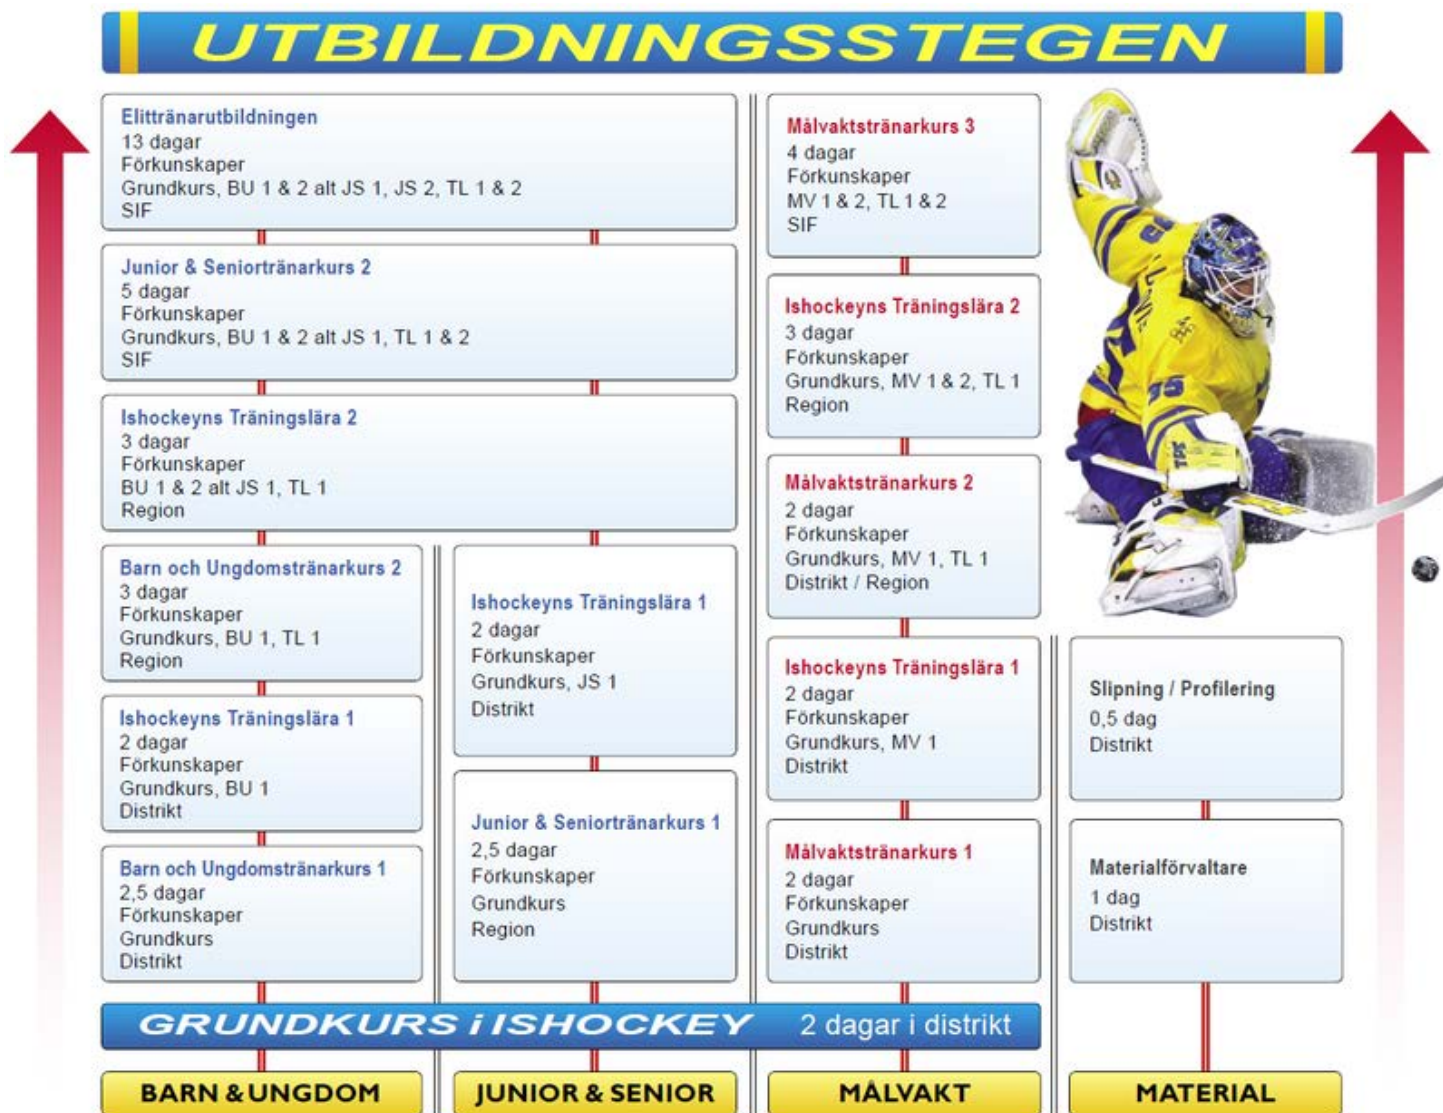 UTBILDNINGSSTEGEN
Elittränarutbildningen
13 dagar
Förkunskaper
Grundkurs, BU 1 & 2 alt JS 1, JS 2, TL 1 & 2
SIF
Junior & Seniortränarkurs 2
5 dagar
Förkunskaper
Grundkurs, BU 1 & 2 alt JS 1, TL 1 & 2
SIF
Ishockeyns Träningslära 2
3 dagar
Förkunskaper
BU 1 & 2 alt JS 1, TL 1
Region
Barn och Ungdomstränarkurs 2
3 dagar
Förkunskaper
Grundkurs, BU 1, TL 1
Region
Ishockeyns Träningslära 1
2 dagar
Förkunskaper
Grundkurs, BU 1
Distrikt
Barn och Ungdomstränarkurs 1
2,5 dagar
Förkunskaper
Grundkurs
Distrikt
Ishockeyns Träningslära 1
2 dagar
Förkunskaper
Grundkurs, JS 1
Distrikt
Junior & Seniortränarkurs 1
2,5 dagar
Förkunskaper
Grundkurs
Region
Målvaktstränarkurs 3
4 dagar
Förkunskaper
MV 1 & 2, TL 1 & 2
SIF
Ishockeyns Träningslära 2
3 dagar
Förkunskaper
Grundkurs, MV 1 & 2, TL 1
Region
Målvaktstränarkurs 2
2 dagar
Förkunskaper
Grundkurs, MV 1, TL 1
Distrikt / Region
Ishockeyns Träningslära 1
2 dagar
Förkunskaper
Grundkurs, MV 1
Distrikt
Målvaktstränarkurs 1
2 dagar
Förkunskaper
Grundkurs
Distrikt
35
Slipning / Profilering
0,5 dag
Distrikt
Materialförvaltare
1 dag
Distrikt
GRUNDKURS i ISHOCKEY 2 dagar i distrikt
BARN & UNGDOM
JUNIOR & SENIOR
MÅLVAKT
MATERIAL